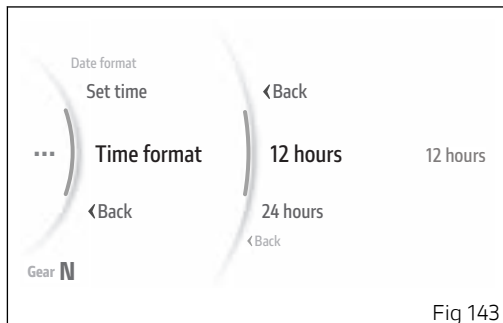 Date format
Set time
‹Back
... Time format 12 hours 12 hours
‹Back 24 hours
‹Back
Gear N
Fig 143